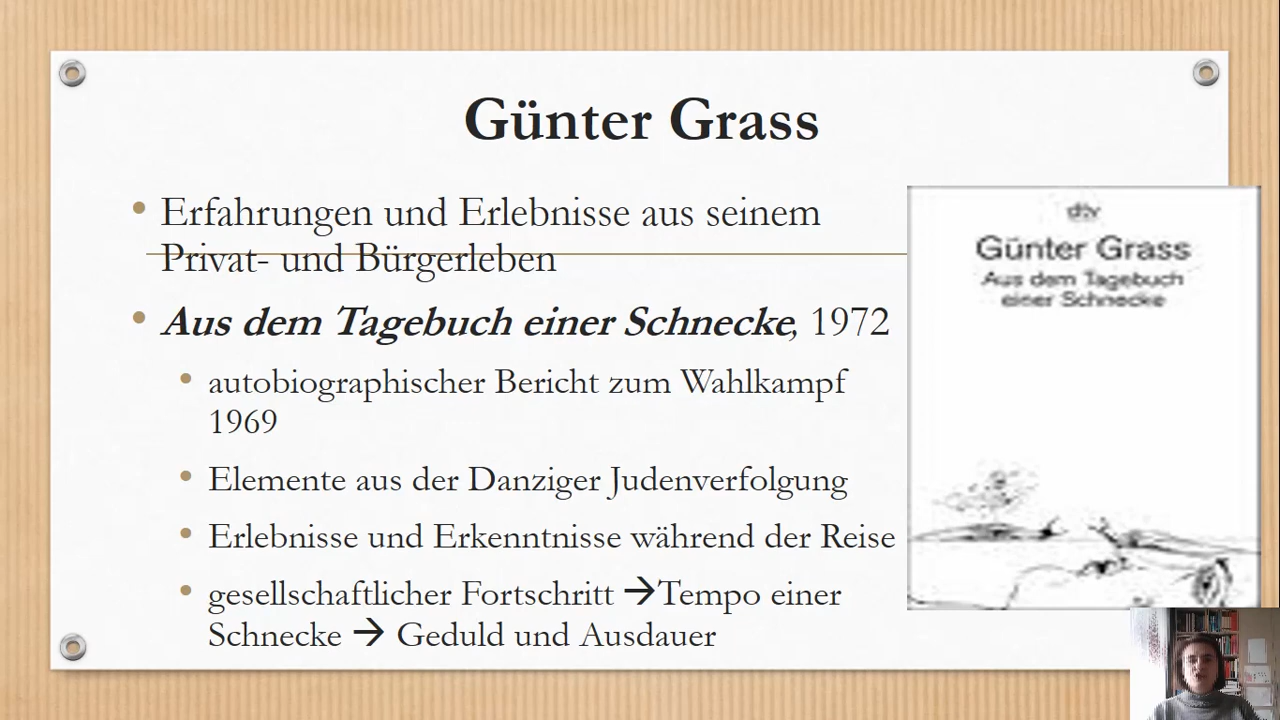 Günter Grass
Erfahrungen und Erlebnisse aus seinem
Privat- und Bürgerleben
Aus dem Tagebuch einer Schnecke, 1972
autobiographischer Bericht zum Wahlkampf
1969
Elemente aus der Danziger Judenverfolgung
Erlebnisse und Erkenntnisse während der Reise
gesellschaftlicher Fortschritt →Tempo einer
Schnecke → Geduld und Ausdauer
dtv
Günter Grass
Aus dem Tagebuch
einer Schnecke